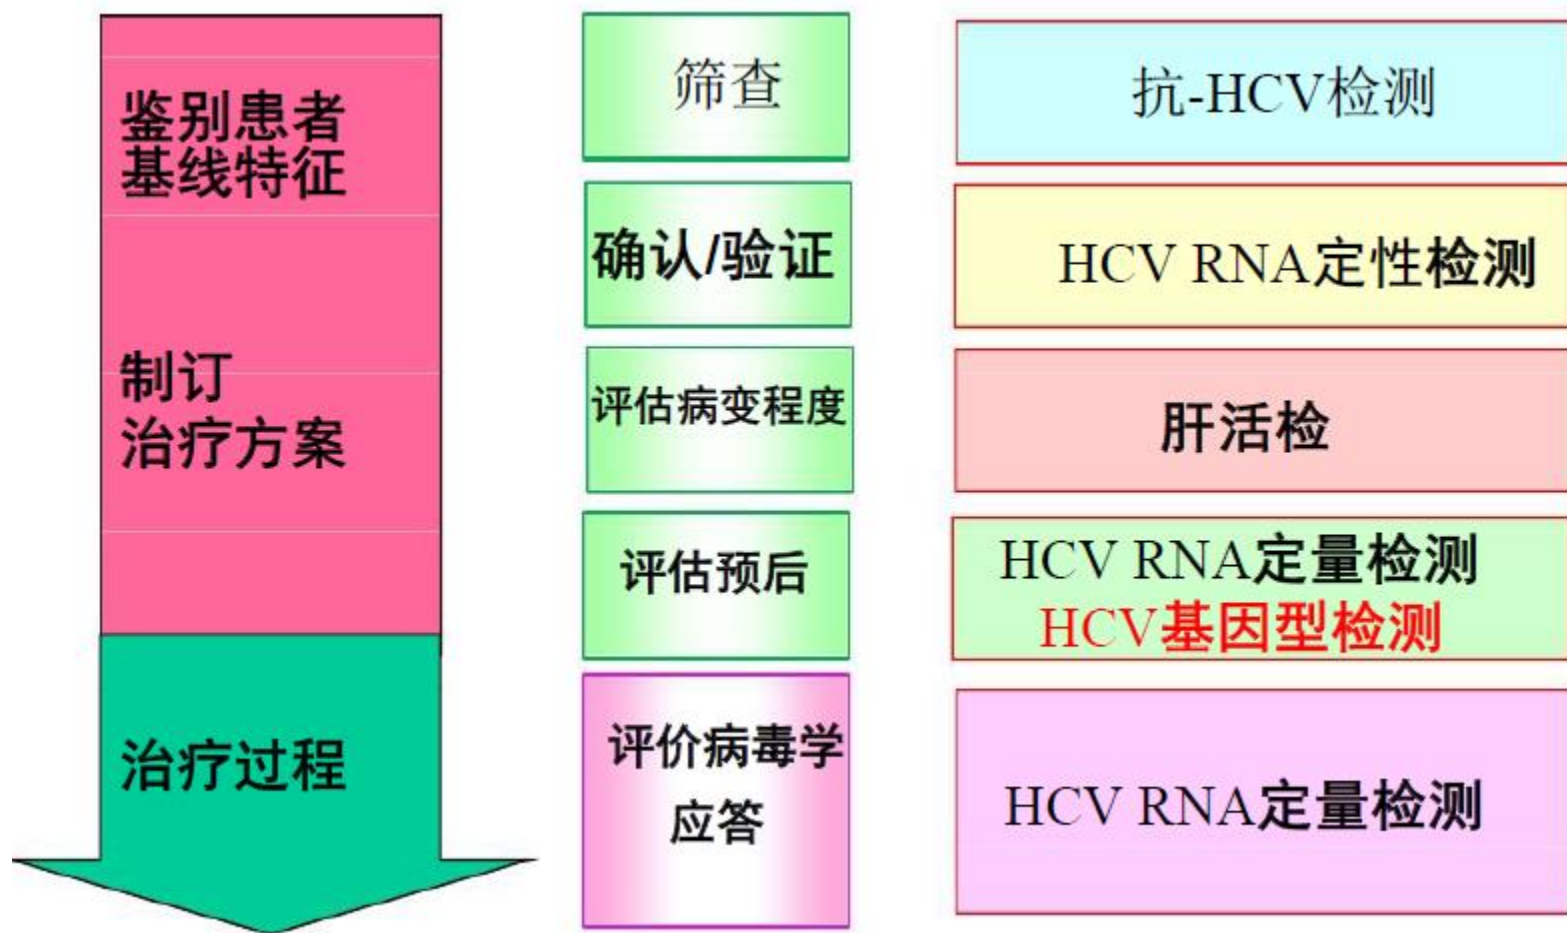 鉴别患者
基线特征
制订
治疗方案
治疗过程
筛查
抗-HCV检测
确认/验证
HCV RNA定性检测
评估病变程度
肝活检
评估预后
HCV RNA定量检测
HCV基因型检测
评价病毒学
应答
HCV RNA定量检测